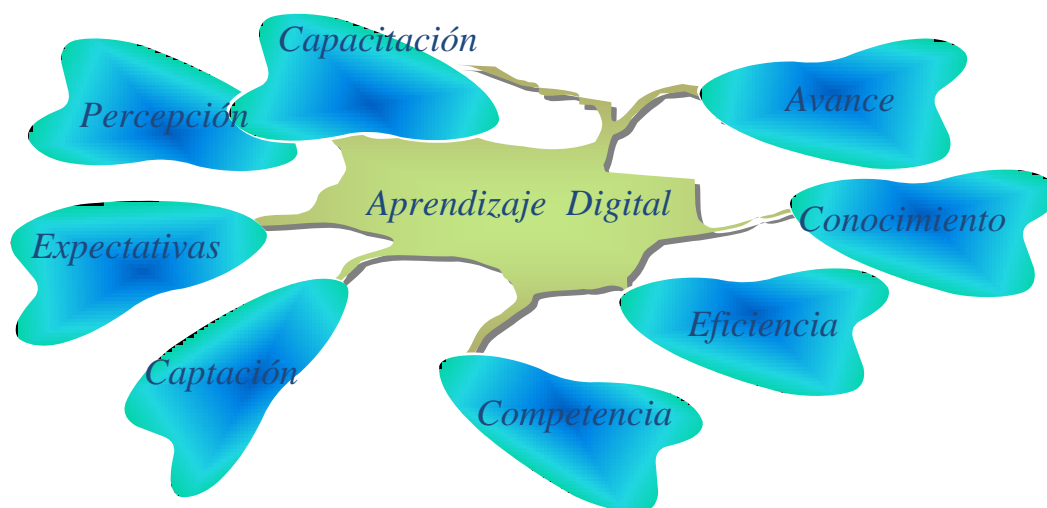 Capacitación
Percepción
Avance
Aprendizaje Digital
Conocimiento
Expectativas
Eficiencia
Captación
Competencia